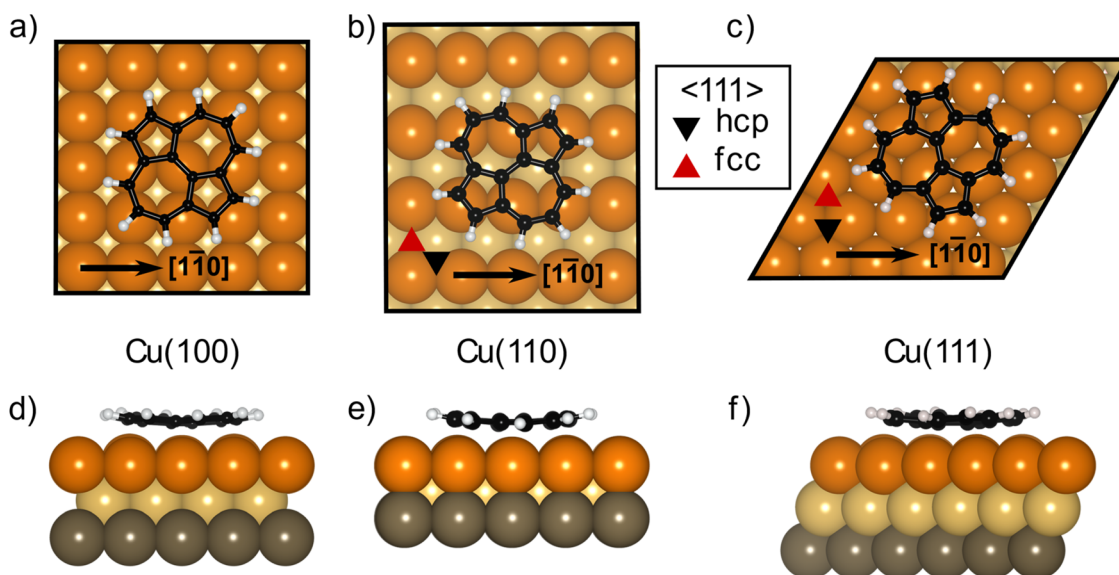 a)
b)
c)
<111>
hcp
fcc
[11̅0]
[11̅0]
[11̅0]
Cu(100)
Cu(110)
Cu(111)
d)
e)
f)